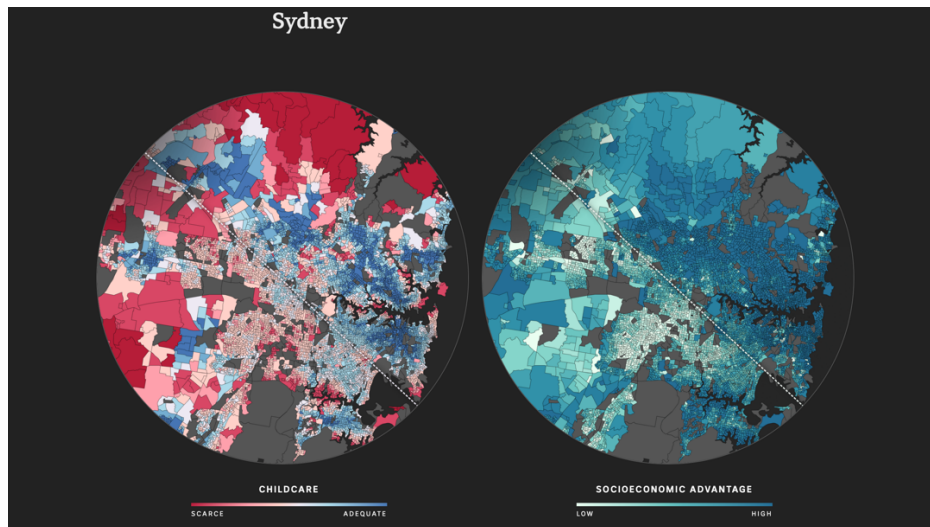 Sydney
CHILDCARE
SCARCE ADEQUATE
SOCIOECONOMIC ADVANTAGE
LOW HIGH